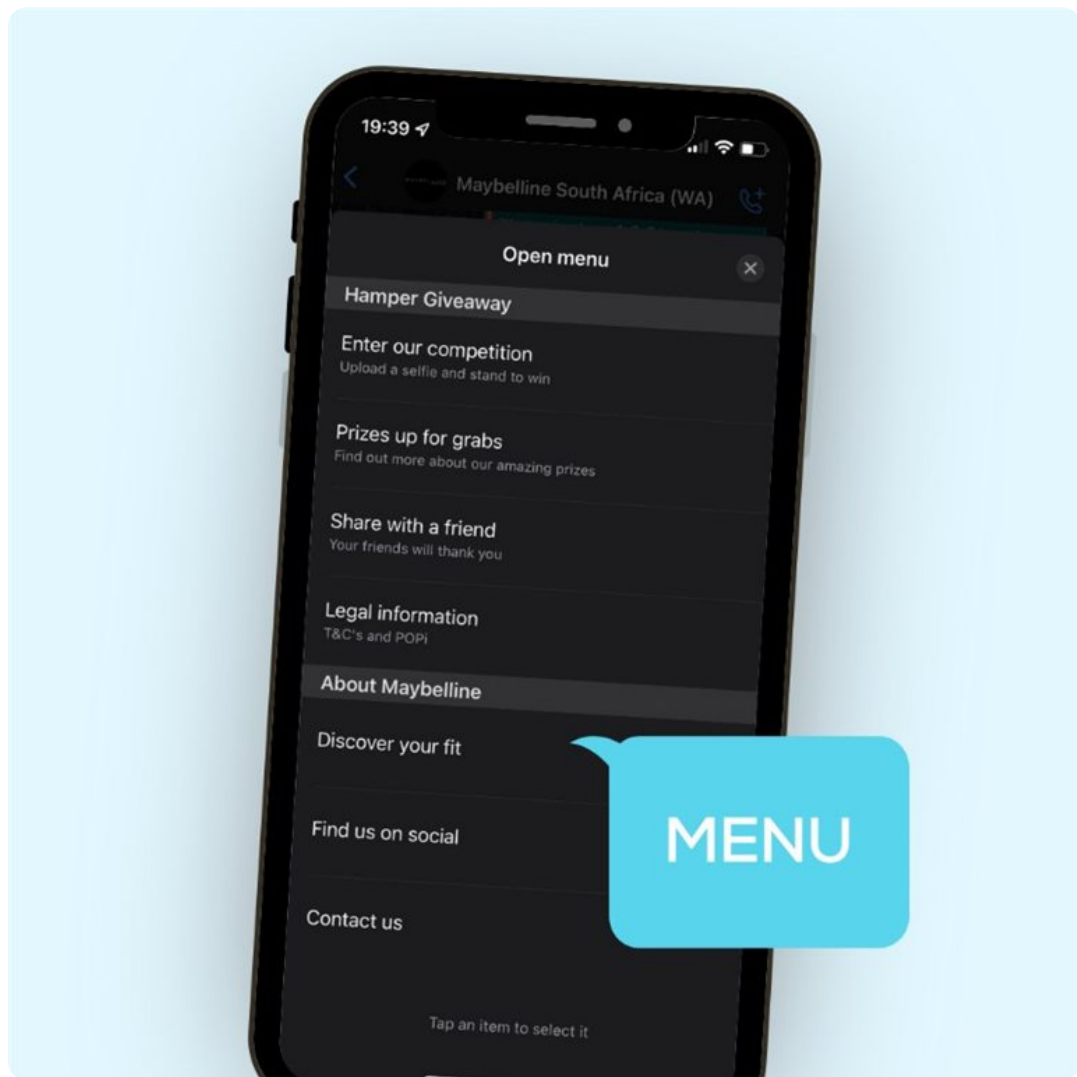 19:39
Maybelline South Africa (WA)
Open menu
Hamper Giveaway
Enter our competition
Upload a selfie and stand to win
Prizes up for grabs
Find out more about our amazing prizes
Share with a friend
Your friends will thank you
Legal information
T&C's and POPi
About Maybelline
Discover your fit
MENU
Find us on social
Contact us
Tap an item to select it